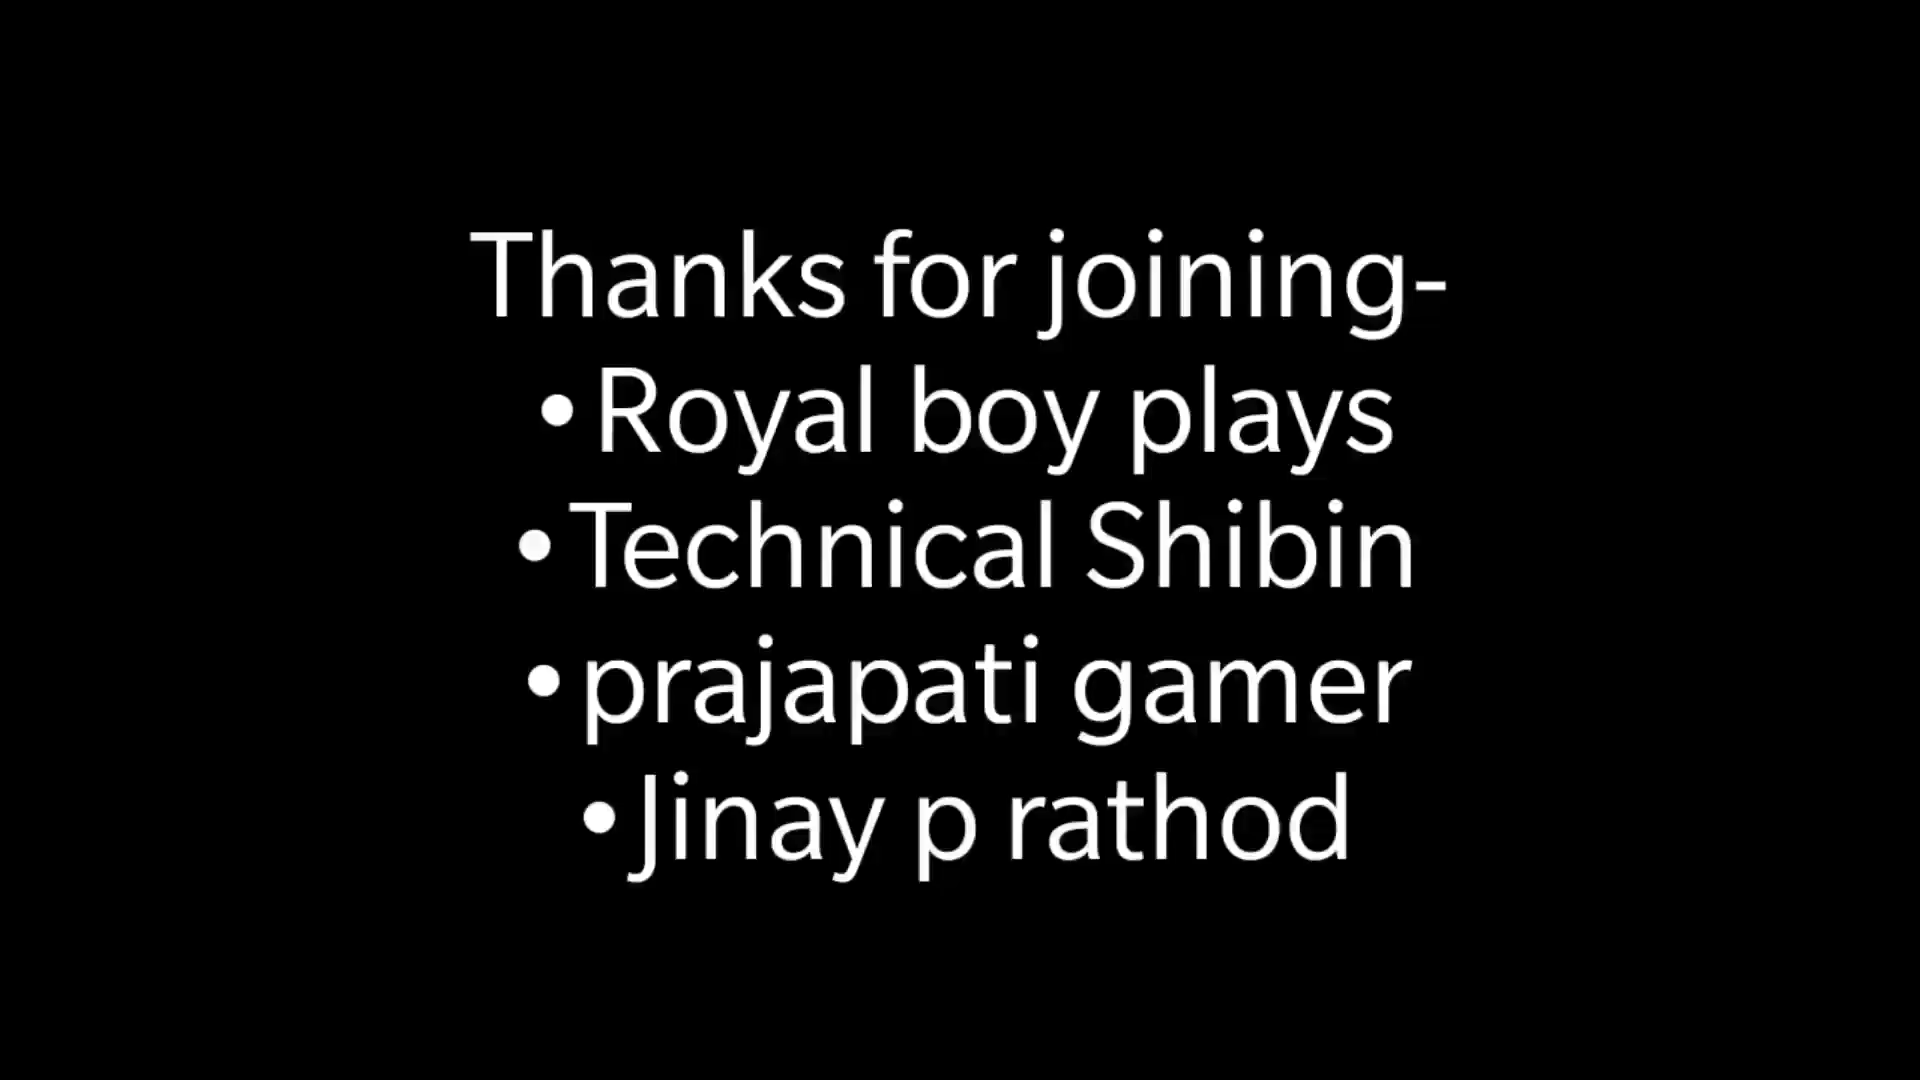 Thanks for joining-
•Royal boy plays
•Technical Shibin
•prajapati gamer
•Jinay p rathod